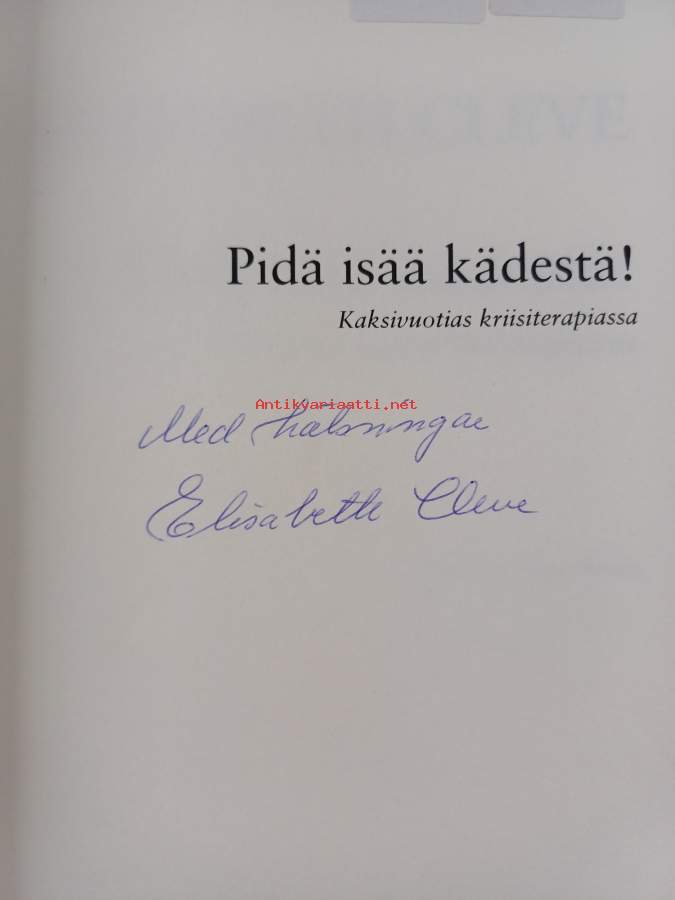 Pidä isää kädestä!
Kaksivuotias kriisiterapiassa
Antikvariaatti.net
Med hälsningar
Elisabeth Cleve